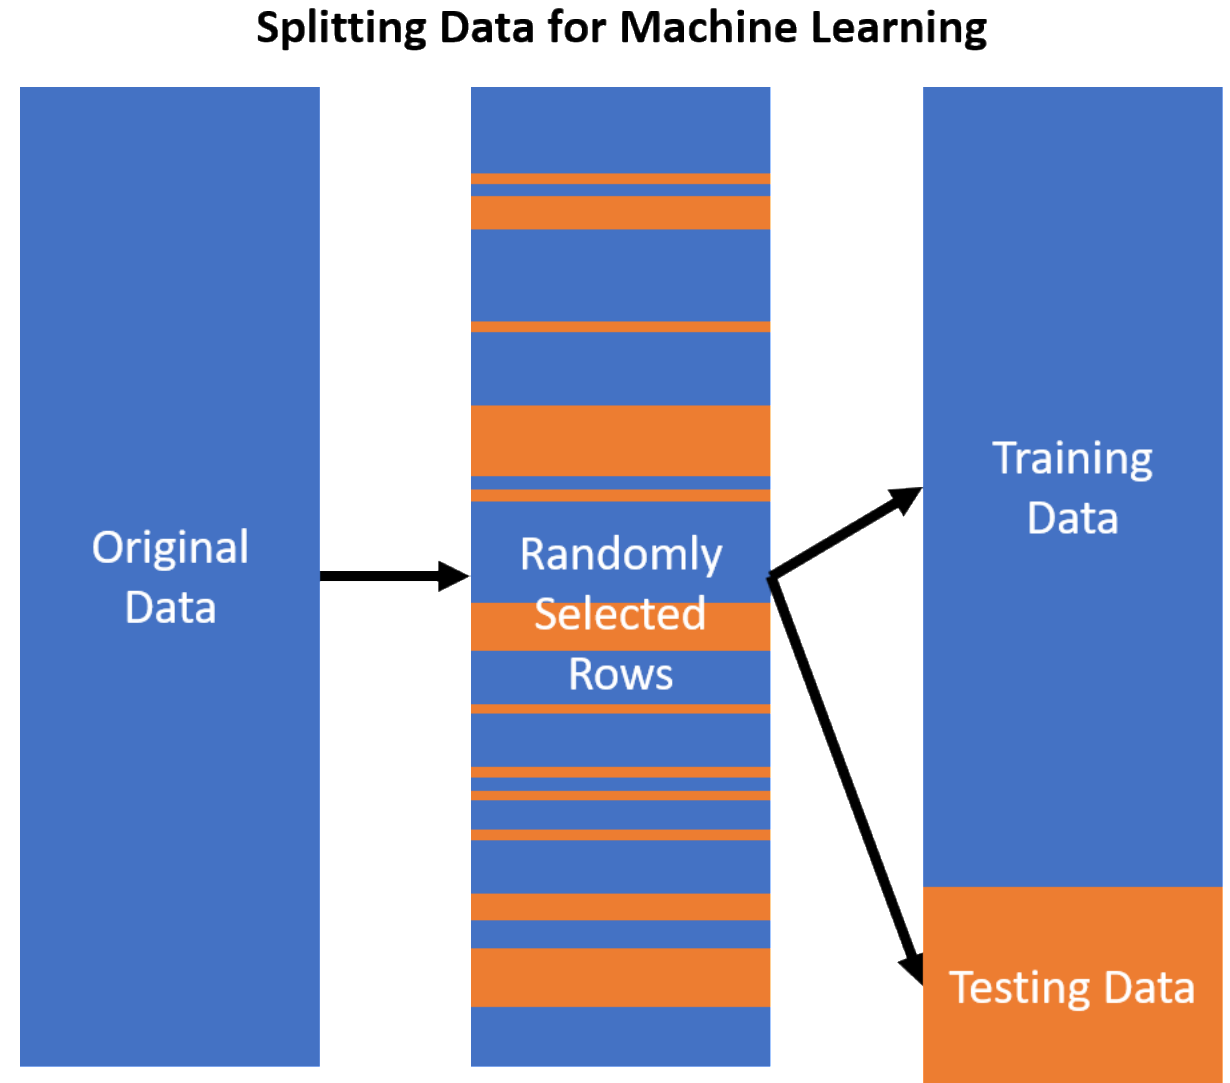 Splitting Data for Machine Learning
Original
Data
Randomly
Selected
Rows
Training
Data
Testing Data